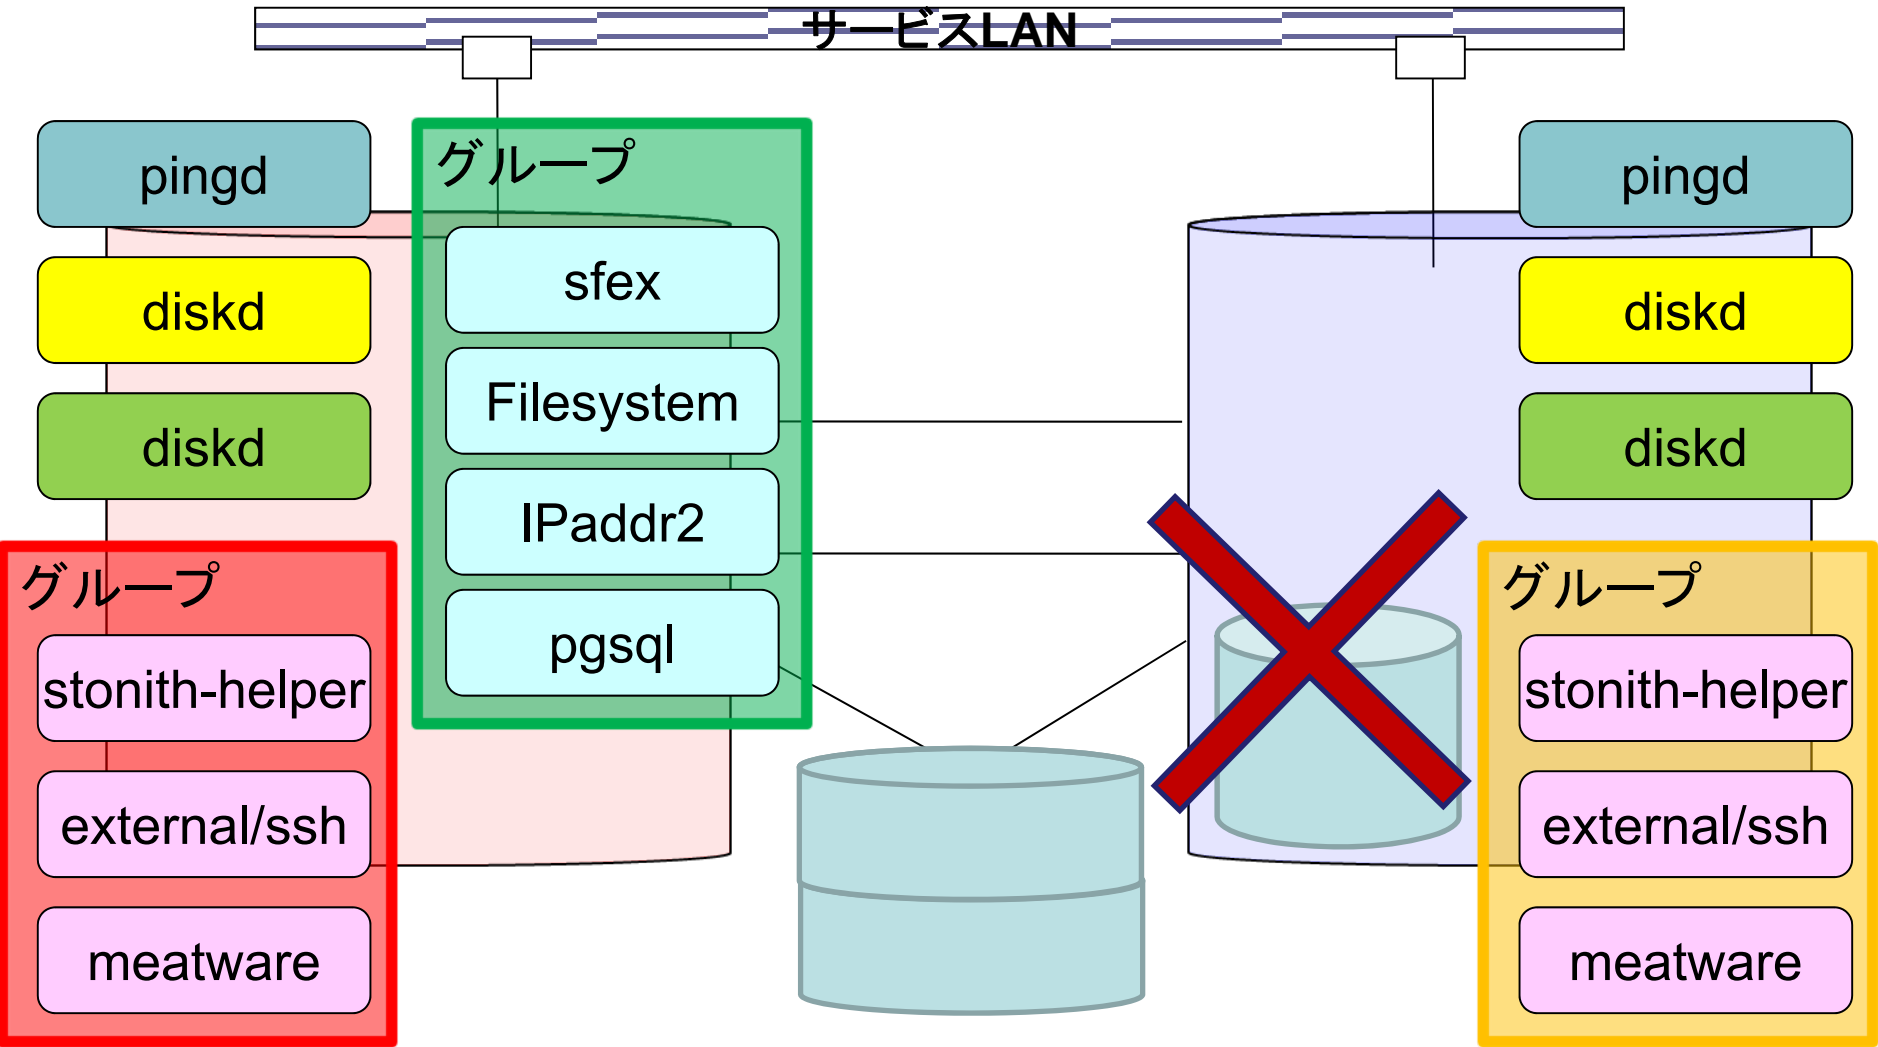 サービスLAN
pingd
diskd
diskd
グループ
sfex
Filesystem
IPaddr2
pgsql
グループ
stonith-helper
external/ssh
meatware
pingd
diskd
diskd
グループ
stonith-helper
external/ssh
meatware